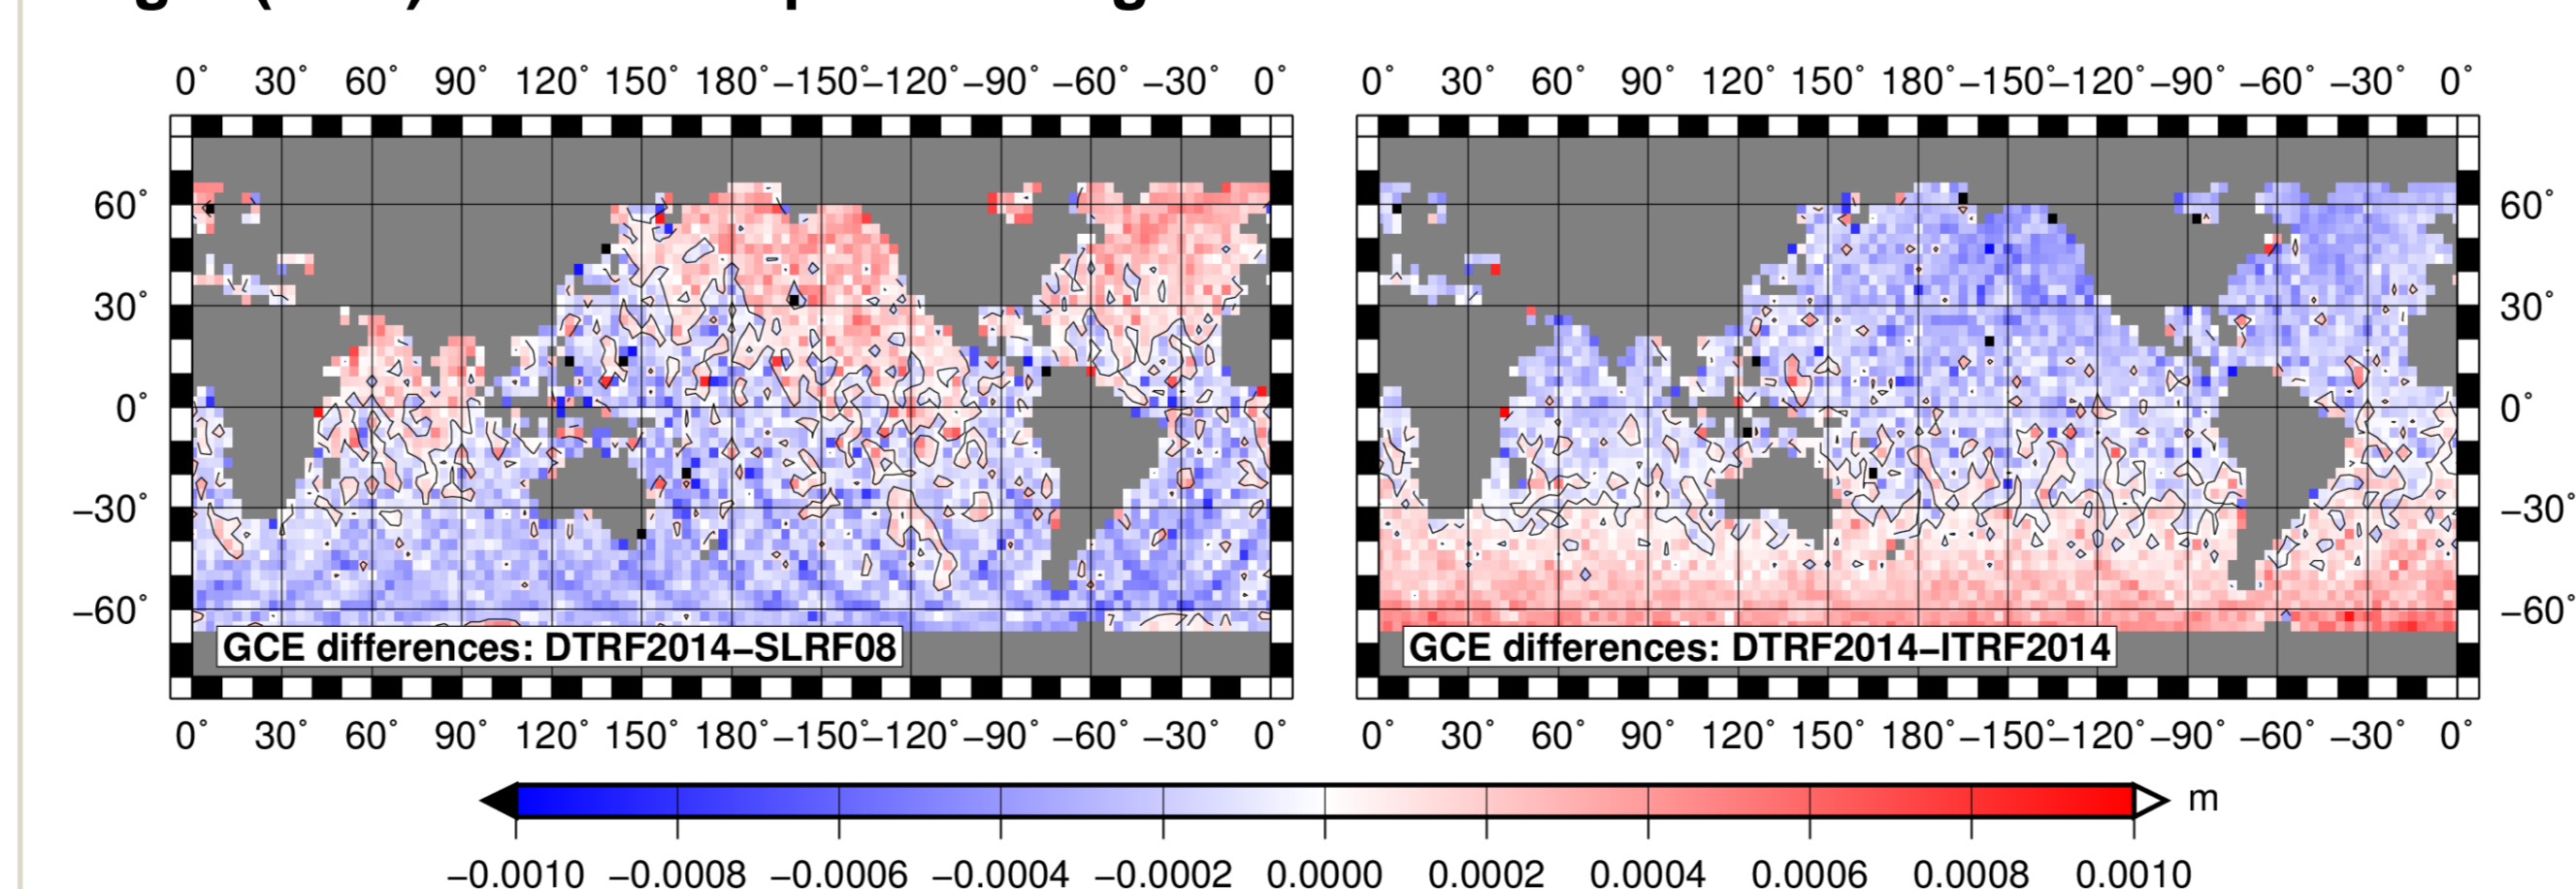 0° 30° 60° 90° 120° 150° 180° −150° −120° −90° −60° −30° 0°
0° 30° 60° 90° 120° 150° 180° −150° −120° −90° −60° −30° 0°
60° 60°
30° 30°
0° 0°
−30° −30°
−60° −60°
GCE differences: DTRF2014−SLRF08
GCE differences: DTRF2014−ITRF2014
0° 30° 60° 90° 120° 150° 180° −150° −120° −90° −60° −30° 0°
0° 30° 60° 90° 120° 150° 180° −150° −120° −90° −60° −30° 0°
m
−0.0010 −0.0008 −0.0006 −0.0004 −0.0002 0.0000 0.0002 0.0004 0.0006 0.0008 0.0010